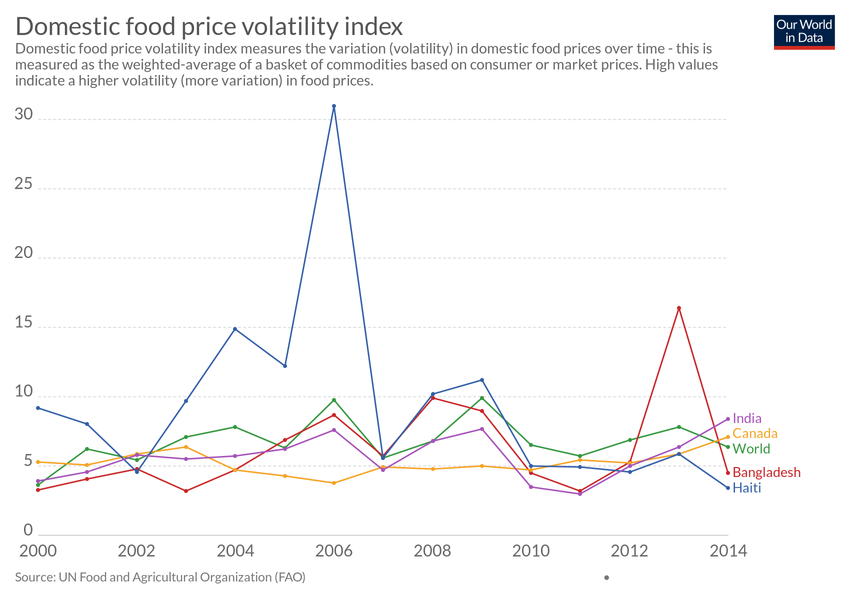 Domestic food price volatility index
Our World
in Data
Domestic food price volatility index measures the variation (volatility) in domestic food prices over time - this is
measured as the weighted-average of a basket of commodities based on consumer or market prices. High values
indicate a higher volatility (more variation) in food prices.
30
25
20
15
10
5
0
India
Canada
World
Bangladesh
Haiti
2000 2002 2004 2006 2008 2010 2012 2014
Source: UN Food and Agricultural Organization (FAO)